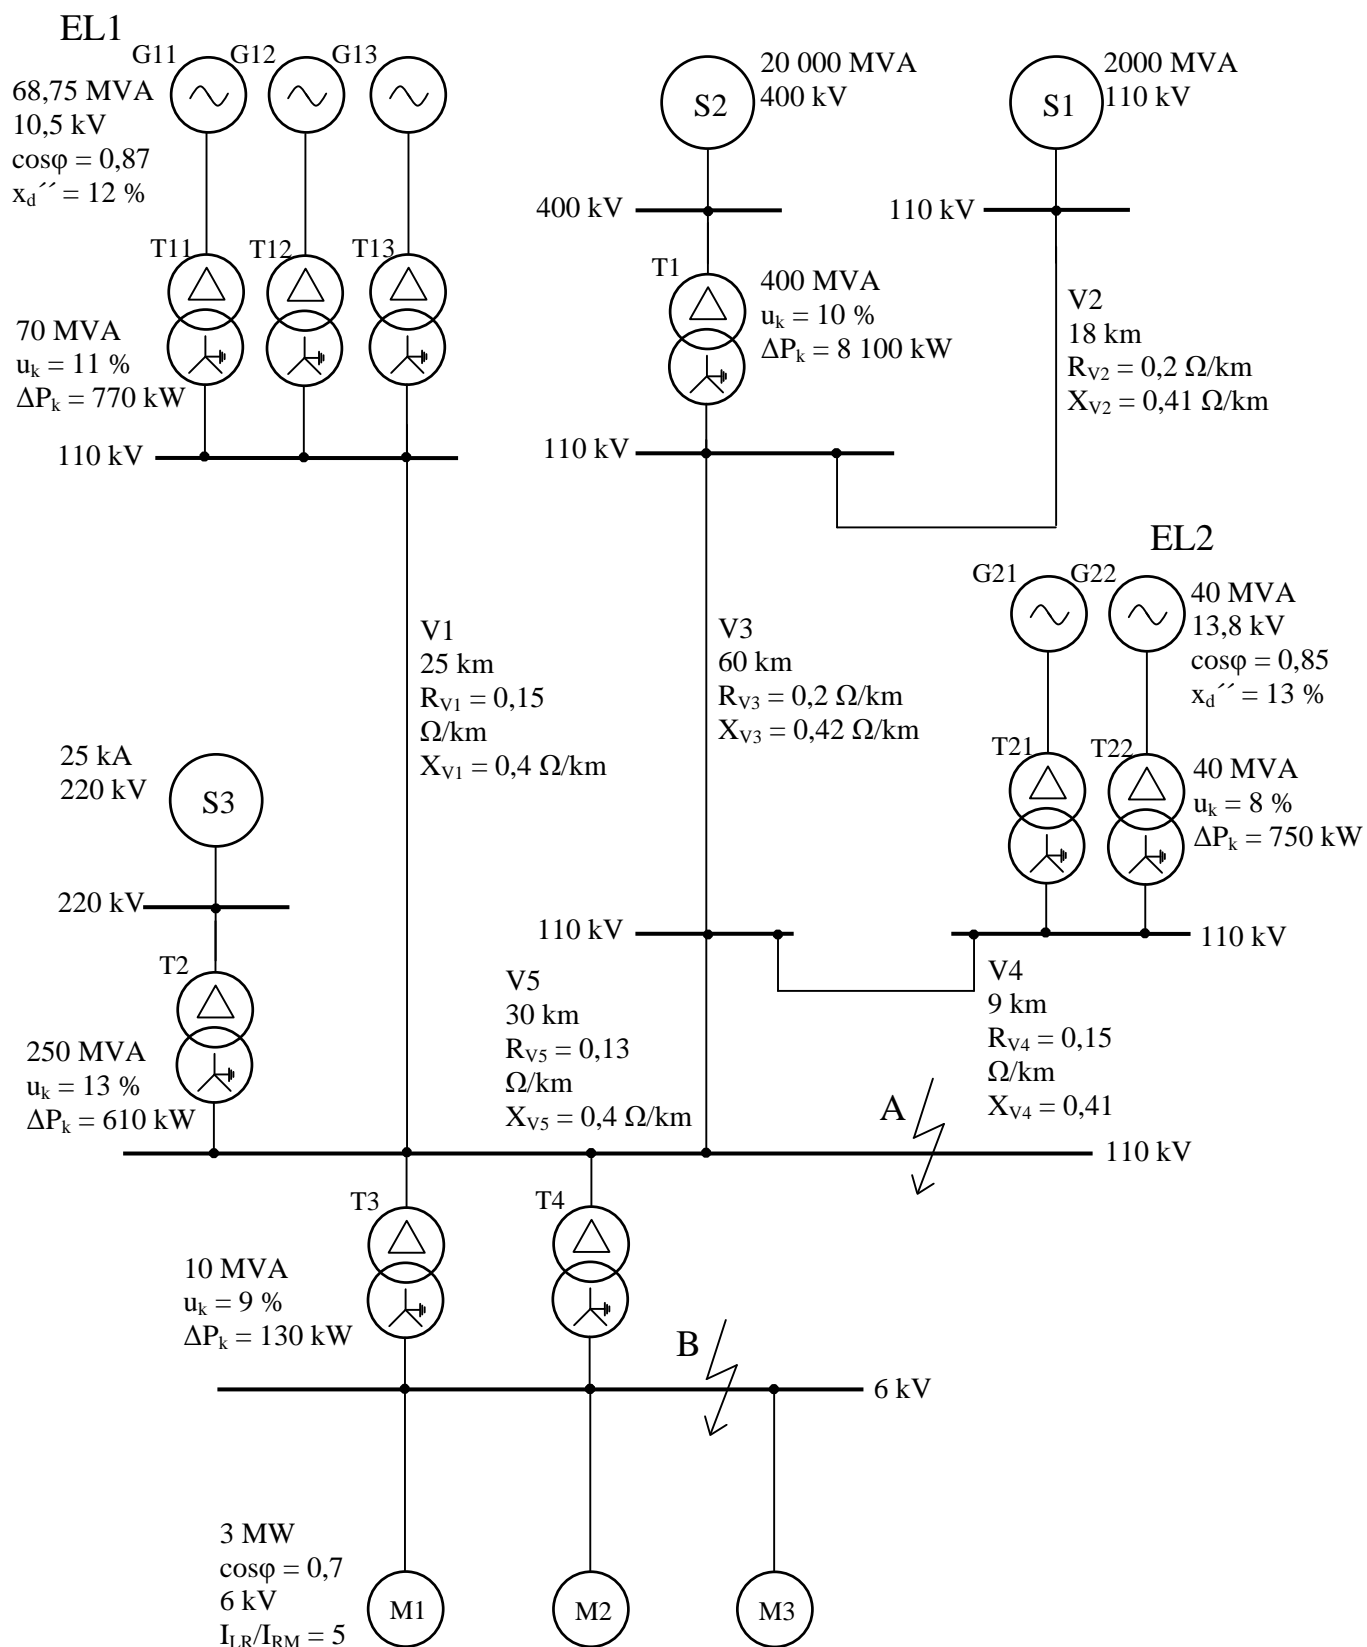 EL1
G11
G12
G13
68,75 MVA
10,5 kV
cosφ = 0,87
x_d´´ = 12 %
T11
T12
T13
70 MVA
u_k = 11 %
ΔP_k = 770 kW
110 kV
20 000 MVA
400 kV
S2
2000 MVA
110 kV
S1
400 kV
110 kV
T1
400 MVA
u_k = 10 %
ΔP_k = 8 100 kW
V2
18 km
R_V2 = 0,2 Ω/km
X_V2 = 0,41 Ω/km
110 kV
EL2
G21
G22
40 MVA
13,8 kV
cosφ = 0,85
x_d´´ = 13 %
V1
25 km
R_V1 = 0,15
Ω/km
X_V1 = 0,4 Ω/km
V3
60 km
R_V3 = 0,2 Ω/km
X_V3 = 0,42 Ω/km
T21
T22
40 MVA
u_k = 8 %
ΔP_k = 750 kW
25 kA
220 kV
S3
220 kV
110 kV
110 kV
T2
250 MVA
u_k = 13 %
ΔP_k = 610 kW
V5
30 km
R_V5 = 0,13
Ω/km
X_V5 = 0,4 Ω/km
V4
9 km
R_V4 = 0,15
Ω/km
X_V4 = 0,41
A
110 kV
T3
T4
10 MVA
u_k = 9 %
ΔP_k = 130 kW
B
6 kV
3 MW
cosφ = 0,7
6 kV
I_LR/I_RM = 5
M1
M2
M3